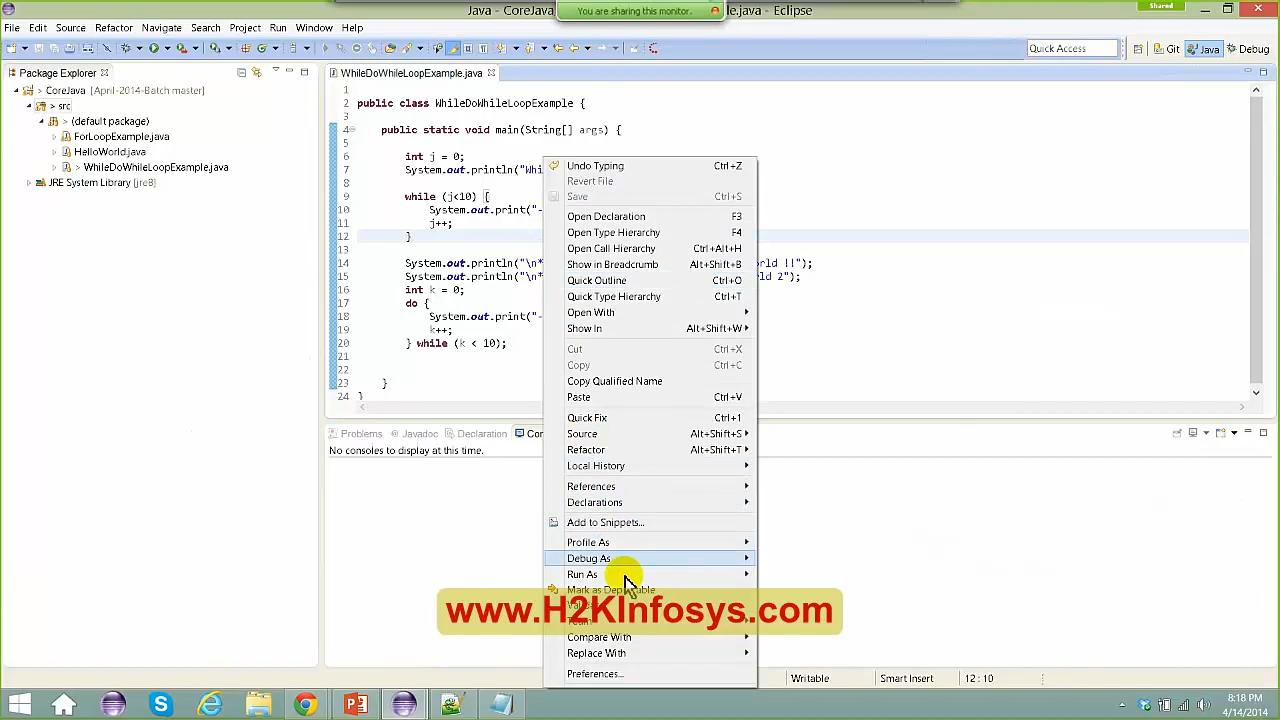 Java - CoreJava
You are sharing this monitor.
le.java - Eclipse
Shared
File Edit Source Refactor Navigate Search Project Run Window Help
Quick Access
Git
Java
Debug
Package Explorer
CoreJava [April-2014-Batch master]
> src
> (default package)
ForLoopExample.java
HelloWorld.java
> WhileDoWhileLoopExample.java
JRE System Library [jre8]
WhileDoWhileLoopExample.java
1
2 public class WhileDoWhileLoopExample {
3
4 public static void main(String[] args) {
5
6 int j = 0;
7 System.out.println("Whi
8
9 while (j<10) {
10 System.out.print("-
11 j++;
12 }
13
14 System.out.println("\n* orld !!");
15 System.out.println("\n* orld 2");
16 int k = 0;
17 do {
18 System.out.print("-
19 k++;
20 } while (k < 10);
21
22
23 }
24 }
Undo Typing Ctrl+Z
Revert File
Save Ctrl+S
Open Declaration F3
Open Type Hierarchy F4
Open Call Hierarchy Ctrl+Alt+H
Show in Breadcrumb Alt+Shift+B
Quick Outline Ctrl+O
Quick Type Hierarchy Ctrl+T
Open With
Show In Alt+Shift+W
Cut Ctrl+X
Copy Ctrl+C
Copy Qualified Name
Paste Ctrl+V
Quick Fix Ctrl+1
Source Alt+Shift+S
Refactor Alt+Shift+T
Local History
References
Declarations
Add to Snippets...
Profile As
Debug As
Run As
Mark as Deployable
Team
Compare With
Replace With
Preferences...
Problems
Javadoc
Declaration
Con
No consoles to display at this time.
www.H2KInfosys.com
Writable
Smart Insert
12 : 10
8:18 PM
4/14/2014